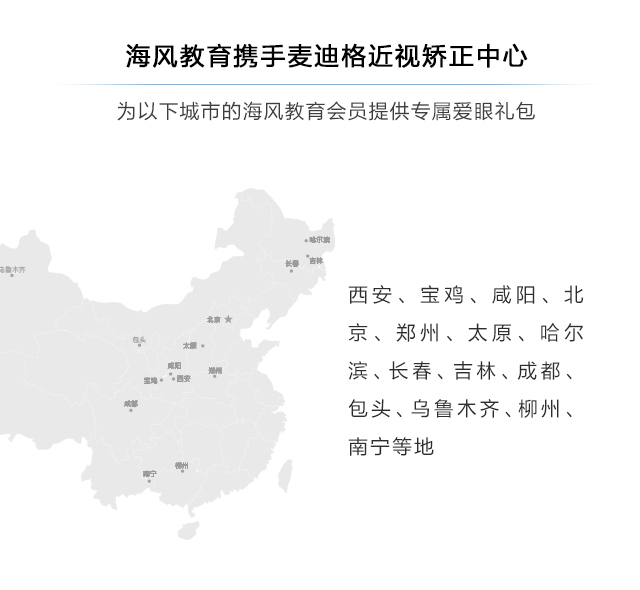 海风教育携手麦迪格近视矫正中心
为以下城市的海风教育会员提供专属爱眼礼包
哈尔滨
长春
吉林
乌鲁木齐
北京
包头
太原
咸阳
郑州
宝鸡
西安
成都
柳州
南宁
西安、宝鸡、咸阳、北
京、郑州、太原、哈尔
滨、长春、吉林、成都、
包头、乌鲁木齐、柳州、
南宁等地